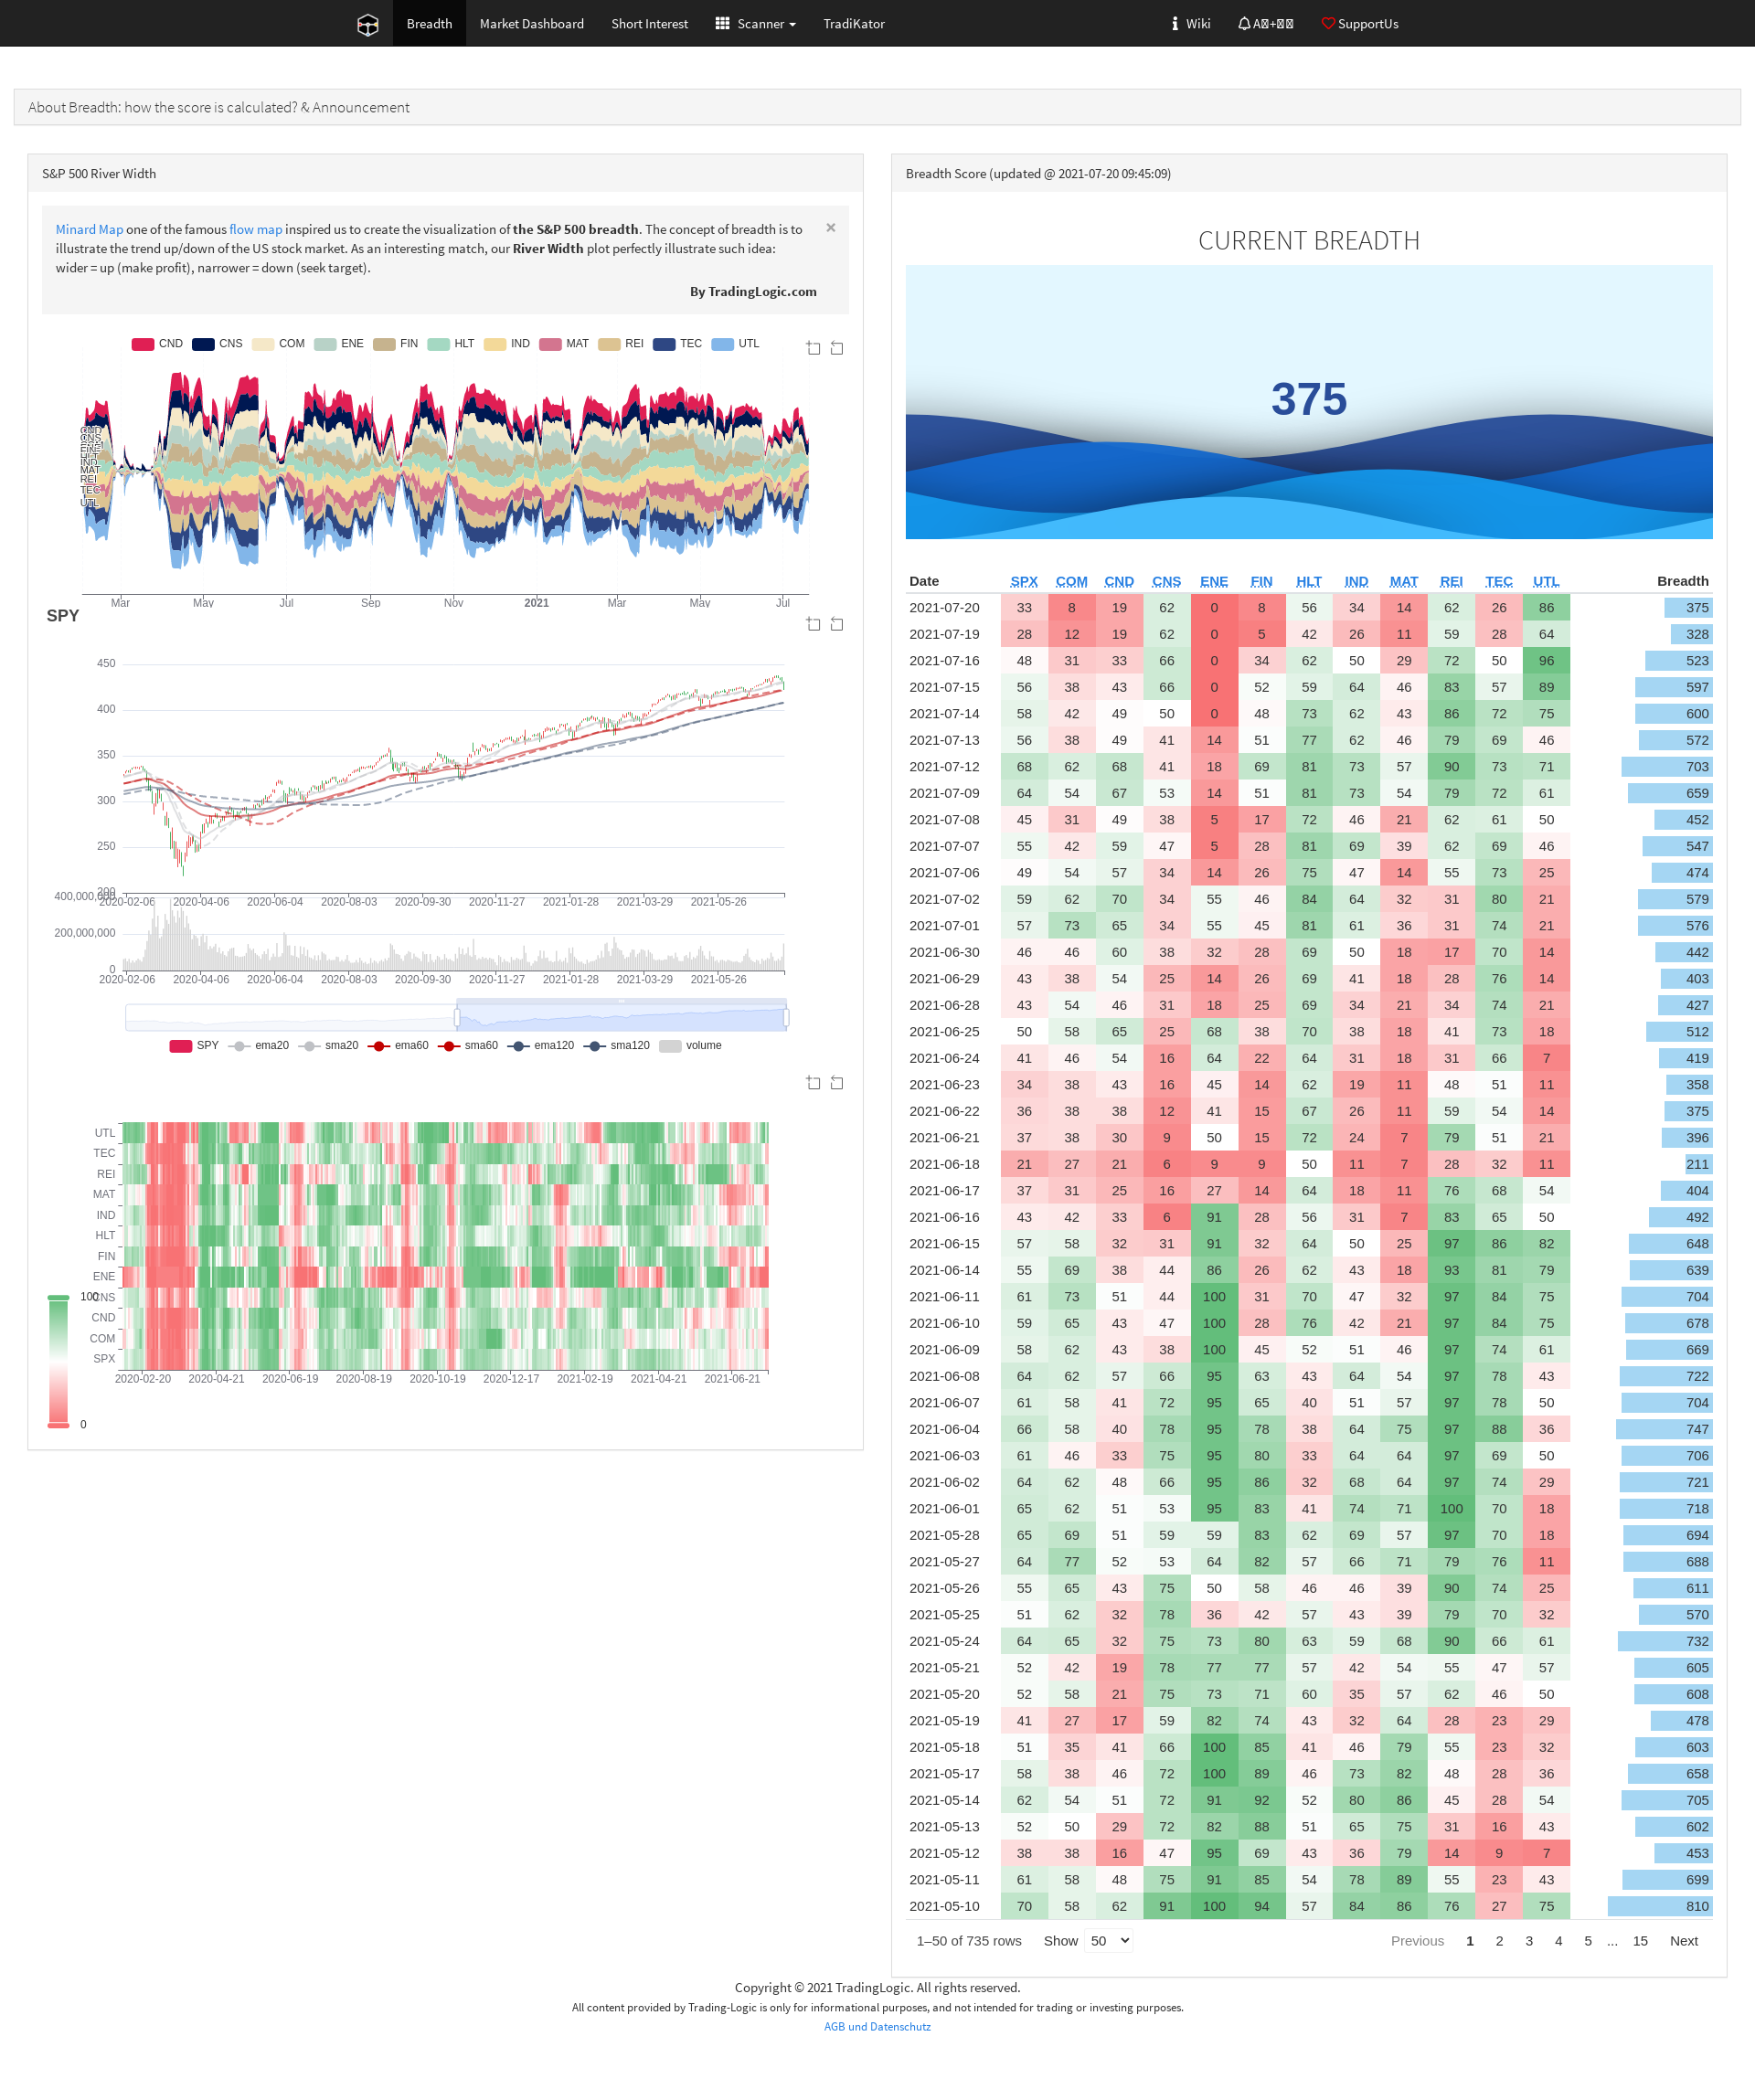 Breadth Market Dashboard Short Interest Scanner TradiKator Wiki SupportUs
About Breadth: how the score is calculated? & Announcement
S&P 500 River Width
Minard Map one of the famous flow map inspired us to create the visualization of the S&P 500 breadth. The concept of breadth is to
illustrate the trend up/down of the US stock market. As an interesting match, our River Width plot perfectly illustrate such idea:
wider = up (make profit), narrower = down (seek target).
×
By TradingLogic.com
CND CNS COM ENE FIN HLT IND MAT REI TEC UTL
CND
CNS
MAT
REI
TEC
UTL
Mar May Jul Sep Nov 2021 Mar May Jul
SPY
450
400
350
300
250
200
2020-02-06 2020-04-06 2020-06-04 2020-08-03 2020-09-30 2020-11-27 2021-01-28 2021-03-29 2021-05-26
400,000,000
200,000,000
0
2020-02-06 2020-04-06 2020-06-04 2020-08-03 2020-09-30 2020-11-27 2021-01-28 2021-03-29 2021-05-26
SPY ema20 sma20 ema60 sma60 ema120 sma120 volume
UTL
TEC
REI
MAT
IND
HLT
FIN
ENE
CNS
CND
COM
SPX
100
0
2020-02-20 2020-04-21 2020-06-19 2020-08-19 2020-10-19 2020-12-17 2021-02-19 2021-04-21 2021-06-21
Breadth Score (updated @ 2021-07-20 09:45:09)
CURRENT BREADTH
375
Date SPX COM CND CNS ENE FIN HLT IND MAT REI TEC UTL Breadth
2021-07-20 33 8 19 62 0 8 56 34 14 62 26 86 375
2021-07-19 28 12 19 62 0 5 42 26 11 59 28 64 328
2021-07-16 48 31 33 66 0 34 62 50 29 72 50 96 523
2021-07-15 56 38 43 66 0 52 59 64 46 83 57 89 597
2021-07-14 58 42 49 50 0 48 73 62 43 86 72 75 600
2021-07-13 56 38 49 41 14 51 77 62 46 79 69 46 572
2021-07-12 68 62 68 41 18 69 81 73 57 90 73 71 703
2021-07-09 64 54 67 53 14 51 81 73 54 79 72 61 659
2021-07-08 45 31 49 38 5 17 72 46 21 62 61 50 452
2021-07-07 55 42 59 47 5 28 81 69 39 62 69 46 547
2021-07-06 49 54 57 34 14 26 75 47 14 55 73 25 474
2021-07-02 59 62 70 34 55 46 84 64 32 31 80 21 579
2021-07-01 57 73 65 34 55 45 81 61 36 31 74 21 576
2021-06-30 46 46 60 38 32 28 69 50 18 17 70 14 442
2021-06-29 43 38 54 25 14 26 69 41 18 28 76 14 403
2021-06-28 43 54 46 31 18 25 69 34 21 34 74 21 427
2021-06-25 50 58 65 25 68 38 70 38 18 41 73 18 512
2021-06-24 41 46 54 16 64 22 64 31 18 31 66 7 419
2021-06-23 34 38 43 16 45 14 62 19 11 48 51 11 358
2021-06-22 36 38 38 12 41 15 67 26 11 59 54 14 375
2021-06-21 37 38 30 9 50 15 72 24 7 79 51 21 396
2021-06-18 21 27 21 6 9 9 50 11 7 28 32 11 211
2021-06-17 37 31 25 16 27 14 64 18 11 76 68 54 404
2021-06-16 43 42 33 6 91 28 56 31 7 83 65 50 492
2021-06-15 57 58 32 31 91 32 64 50 25 97 86 82 648
2021-06-14 55 69 38 44 86 26 62 43 18 93 81 79 639
2021-06-11 61 73 51 44 100 31 70 47 32 97 84 75 704
2021-06-10 59 65 43 47 100 28 76 42 21 97 84 75 678
2021-06-09 58 62 43 38 100 45 52 51 46 97 74 61 669
2021-06-08 64 62 57 66 95 63 43 64 54 97 78 43 722
2021-06-07 61 58 41 72 95 65 40 51 57 97 78 50 704
2021-06-04 66 58 40 78 95 78 38 64 75 97 88 36 747
2021-06-03 61 46 33 75 95 80 33 64 64 97 69 50 706
2021-06-02 64 62 48 66 95 86 32 68 64 97 74 29 721
2021-06-01 65 62 51 53 95 83 41 74 71 100 70 18 718
2021-05-28 65 69 51 59 59 83 62 69 57 97 70 18 694
2021-05-27 64 77 52 53 64 82 57 66 71 79 76 11 688
2021-05-26 55 65 43 75 50 58 46 46 39 90 74 25 611
2021-05-25 51 62 32 78 36 42 57 43 39 79 70 32 570
2021-05-24 64 65 32 75 73 80 63 59 68 90 66 61 732
2021-05-21 52 42 19 78 77 77 57 42 54 55 47 57 605
2021-05-20 52 58 21 75 73 71 60 35 57 62 46 50 608
2021-05-19 41 27 17 59 82 74 43 32 64 28 23 29 478
2021-05-18 51 35 41 66 100 85 41 46 79 55 23 32 603
2021-05-17 58 38 46 72 100 89 46 73 82 48 28 36 658
2021-05-14 62 54 51 72 91 92 52 80 86 45 28 54 705
2021-05-13 52 50 29 72 82 88 51 65 75 31 16 43 602
2021-05-12 38 38 16 47 95 69 43 36 79 14 9 7 453
2021-05-11 61 58 48 75 91 85 54 78 89 55 23 43 699
2021-05-10 70 58 62 91 100 94 57 84 86 76 27 75 810
1–50 of 735 rows Show 50 Previous 1 2 3 4 5 ... 15 Next
Copyright © 2021 TradingLogic. All rights reserved.
All content provided by Trading-Logic is only for informational purposes, and not intended for trading or investing purposes.
AGB und Datenschutz